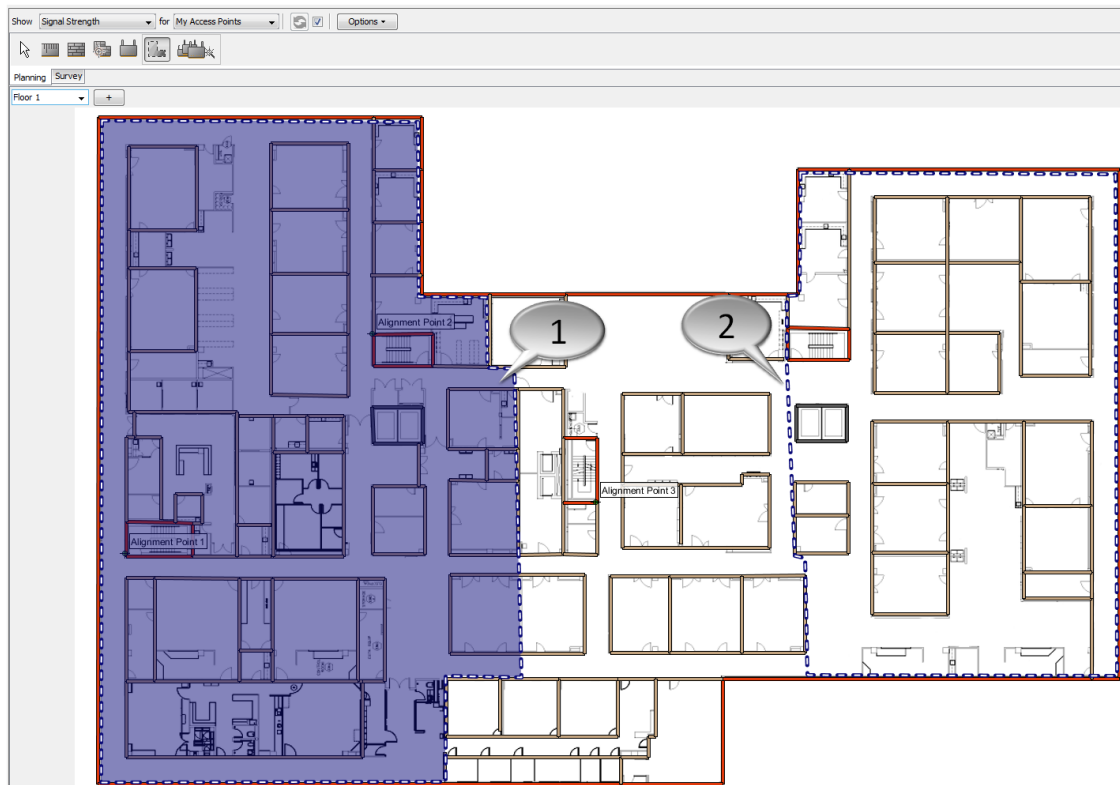 Show Signal Strength for My Access Points Options
Planning Survey
Floor 1 +
Alignment Point 2
1
2
Alignment Point 3
Alignment Point 1